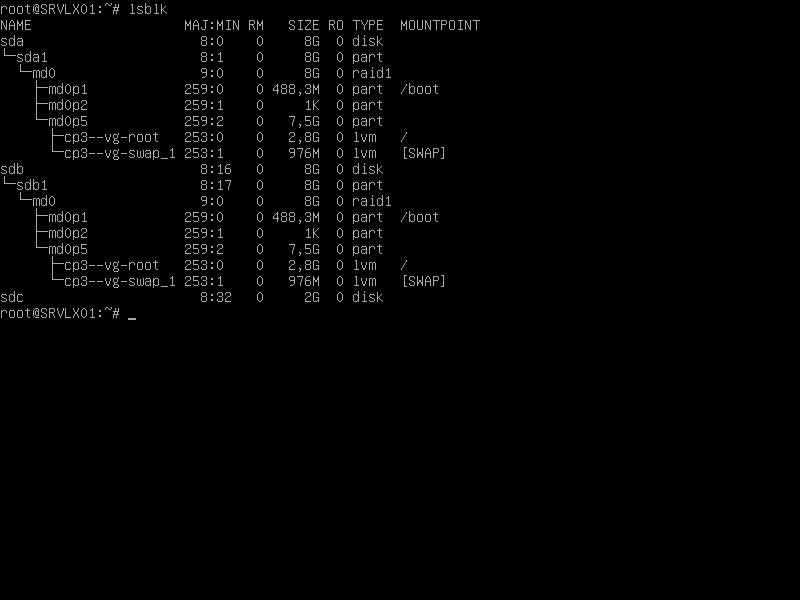 root@SRVLX01:~# lsblk
NAME                   MAJ:MIN RM   SIZE RO TYPE  MOUNTPOINT
sda                      8:0    0     8G  0 disk
└─sda1                   8:1    0     8G  0 part
  └─md0                  9:0    0     8G  0 raid1
    ├─md0p1            259:0    0 488,3M  0 part  /boot
    ├─md0p2            259:1    0     1K  0 part
    └─md0p5            259:2    0   7,5G  0 part
      ├─cp3--vg-root   253:0    0   2,8G  0 lvm   /
      └─cp3--vg-swap_1 253:1    0   976M  0 lvm   [SWAP]
sdb                      8:16   0     8G  0 disk
└─sdb1                   8:17   0     8G  0 part
  └─md0                  9:0    0     8G  0 raid1
    ├─md0p1            259:0    0 488,3M  0 part  /boot
    ├─md0p2            259:1    0     1K  0 part
    └─md0p5            259:2    0   7,5G  0 part
      ├─cp3--vg-root   253:0    0   2,8G  0 lvm   /
      └─cp3--vg-swap_1 253:1    0   976M  0 lvm   [SWAP]
sdc                      8:32   0     2G  0 disk
root@SRVLX01:~# _